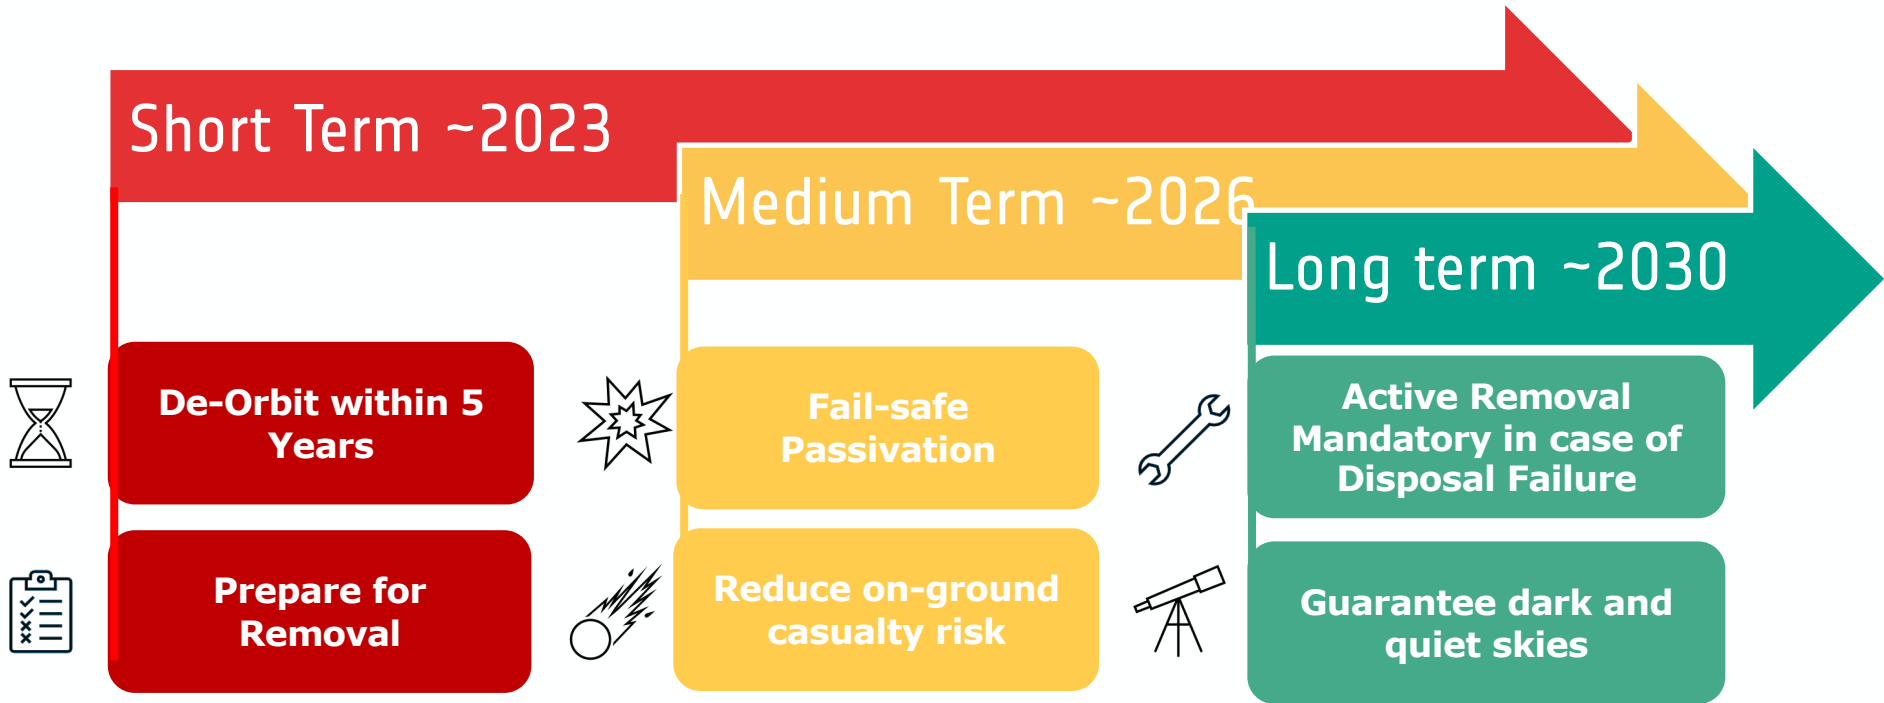 Short Term ~2023
Medium Term ~2026
Long term ~2030
De-Orbit within 5
Years
Fail-safe
Passivation
Active Removal
Mandatory in case of
Disposal Failure
Prepare for
Removal
Reduce on-ground
casualty risk
Guarantee dark and
quiet skies